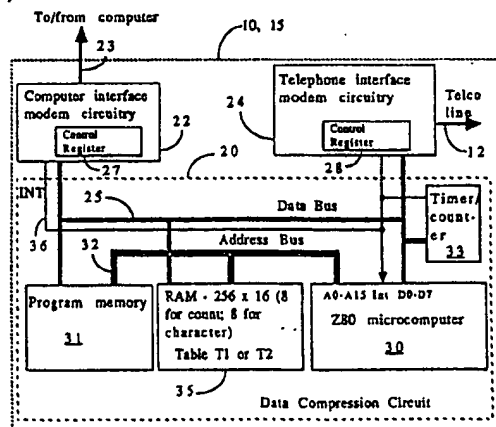 To/from computer
23
10, 15
Computer interface
modem circuitry
Control
Register
22
27
24
Telephone interface
modem circuitry
Control
Register
28
Telco
line
12
20
INT
25
Data Bus
36
32
Address Bus
Timer/
count-
er
33
Program memory
31
RAM - 256 x 16 (8
for count; 8 for
character)
Table T1 or T2
35
A0-A15 Int D0-D7
Z80 microcomputer
30
Data Compression Circuit